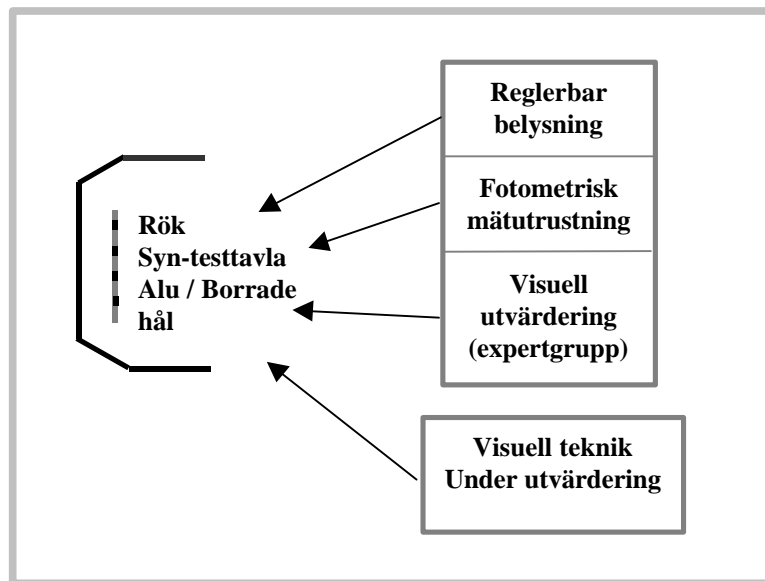 Reglerbar
belysning
Fotometrisk
mätutrustning
Visuell
utvärdering
(expertgrupp)
Rök
Syn-testtavla
Alu / Borrade
hål
Visuell teknik
Under utvärdering